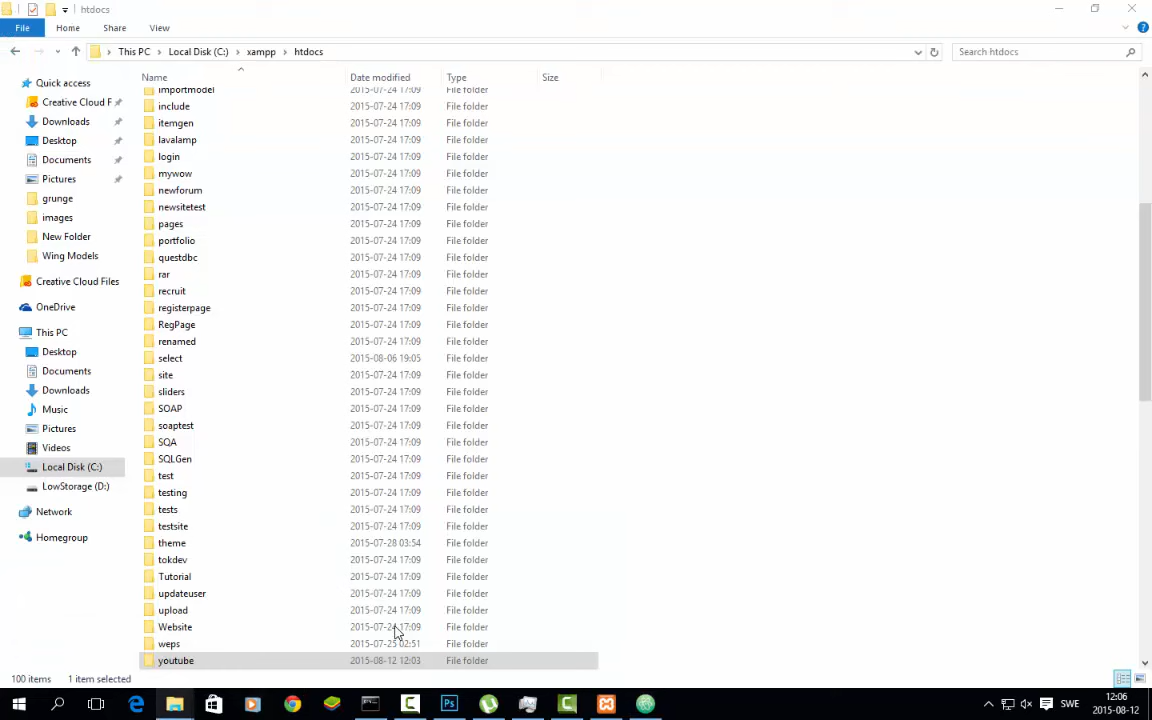 htdocs
File Home Share View
This PC Local Disk (C:) xampp htdocs Search htdocs
Name Date modified Type Size
Quick access
Creative Cloud F
Downloads
Desktop
Documents
Pictures
grunge
images
New Folder
Wing Models
Creative Cloud Files
OneDrive
This PC
Desktop
Documents
Downloads
Music
Pictures
Videos
Local Disk (C:)
LowStorage (D:)
Network
Homegroup
importmodel 2015-07-24 17:09 File folder
include 2015-07-24 17:09 File folder
itemgen 2015-07-24 17:09 File folder
lavalamp 2015-07-24 17:09 File folder
login 2015-07-24 17:09 File folder
mywow 2015-07-24 17:09 File folder
newforum 2015-07-24 17:09 File folder
newsitetest 2015-07-24 17:09 File folder
pages 2015-07-24 17:09 File folder
portfolio 2015-07-24 17:09 File folder
questdbc 2015-07-24 17:09 File folder
rar 2015-07-24 17:09 File folder
recruit 2015-07-24 17:09 File folder
registerpage 2015-07-24 17:09 File folder
RegPage 2015-07-24 17:09 File folder
renamed 2015-07-24 17:09 File folder
select 2015-08-06 19:05 File folder
site 2015-07-24 17:09 File folder
sliders 2015-07-24 17:09 File folder
SOAP 2015-07-24 17:09 File folder
soaptest 2015-07-24 17:09 File folder
SQA 2015-07-24 17:09 File folder
SQLGen 2015-07-24 17:09 File folder
test 2015-07-24 17:09 File folder
testing 2015-07-24 17:09 File folder
tests 2015-07-24 17:09 File folder
testsite 2015-07-24 17:09 File folder
theme 2015-07-28 03:54 File folder
tokdev 2015-07-24 17:09 File folder
Tutorial 2015-07-24 17:09 File folder
updateuser 2015-07-24 17:09 File folder
upload 2015-07-24 17:09 File folder
Website 2015-07-24 17:09 File folder
weps 2015-07-25 02:51 File folder
youtube 2015-08-12 12:03 File folder
100 items 1 item selected
Ps
SWE
12:06
2015-08-12